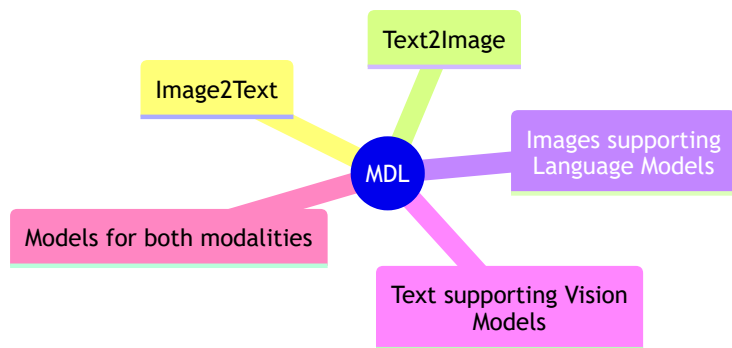 Text2Image
Image2Text
Images supporting
Language Models
MDL
Models for both modalities
Text supporting Vision
Models